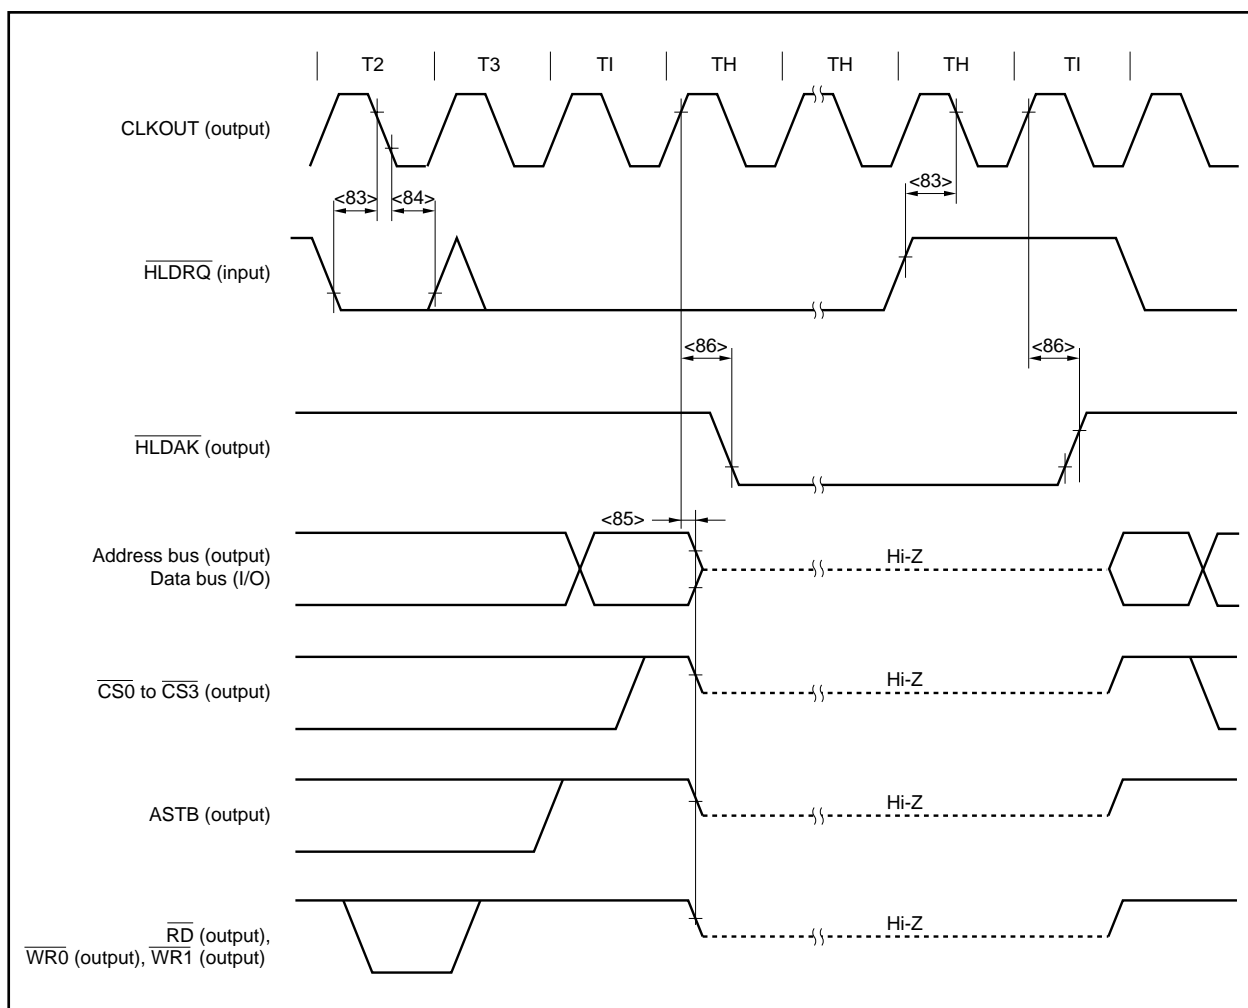 T2 T3 TI TH TH TH TI
CLKOUT (output)
<83> <84> <83>
HLDRQ (input)
<86> <86>
HLDAK (output)
<85>
Address bus (output)
Data bus (I/O)
Hi-Z
CS0 to CS3 (output)
Hi-Z
ASTB (output)
Hi-Z
RD (output),
WR0 (output), WR1 (output)
Hi-Z